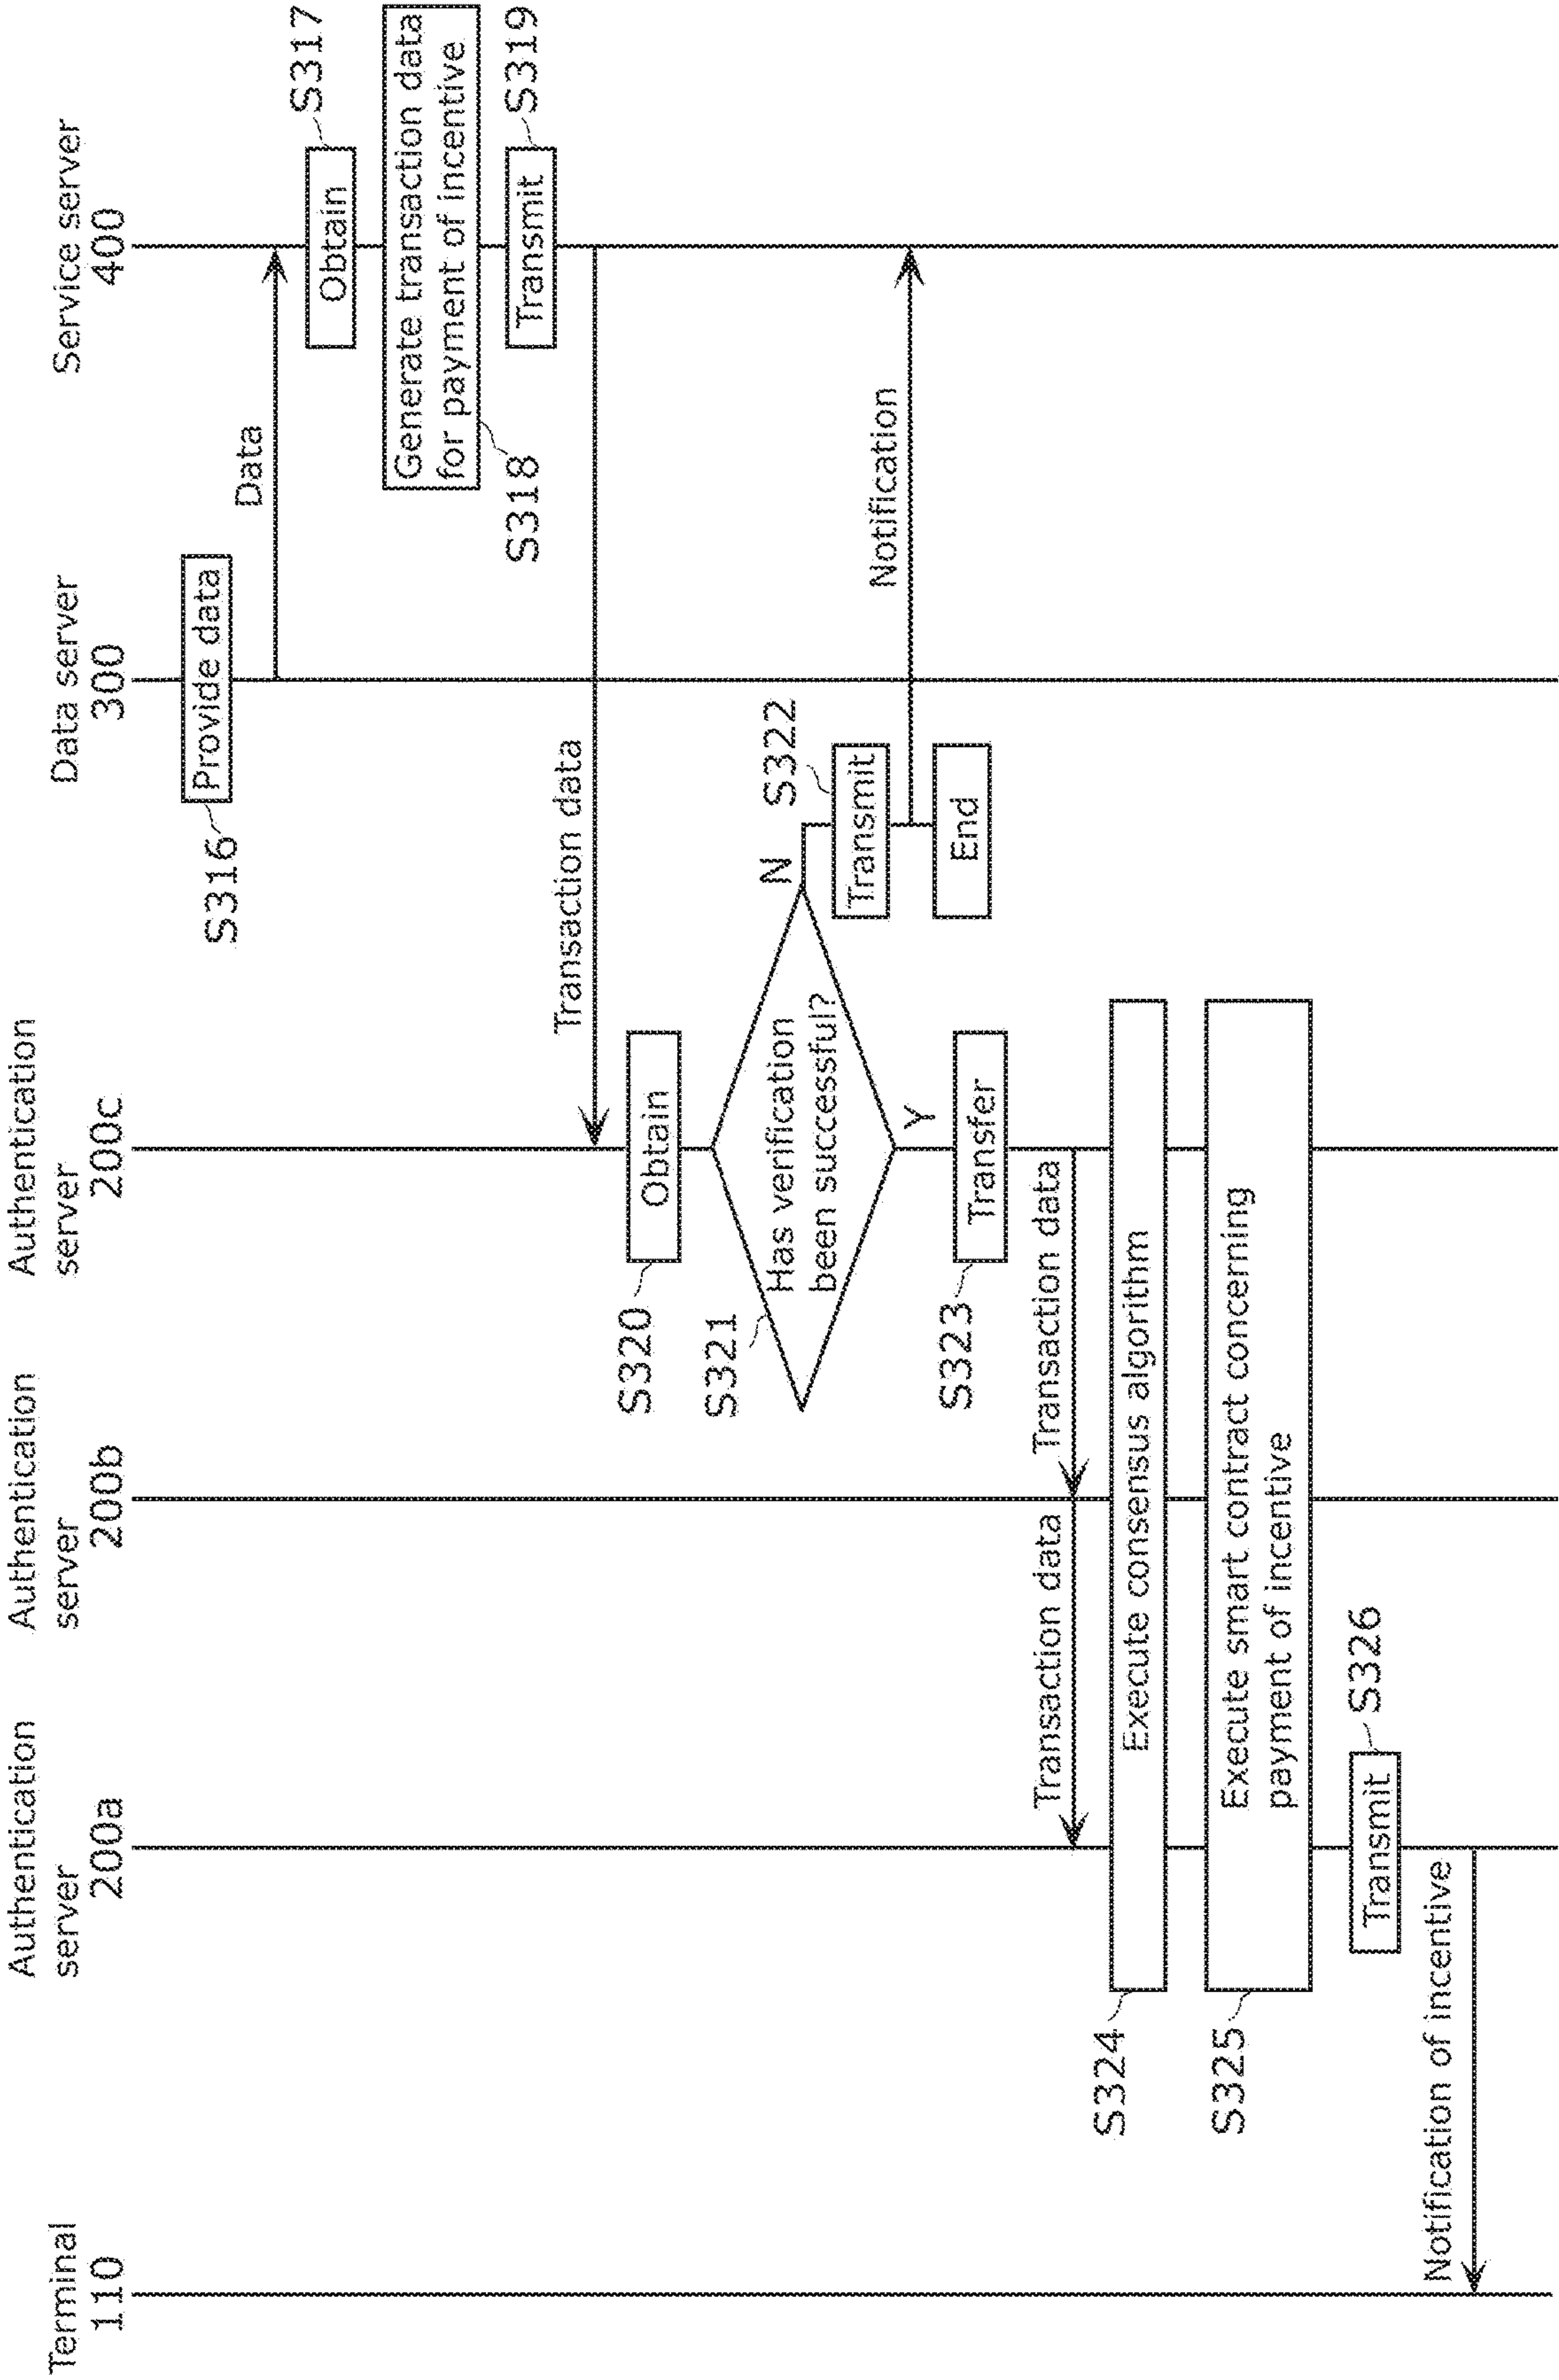 Terminal
110
Authentication
server
200a
Authentication
server
200b
Authentication
server
200c
Data server
300
Service server
400
S316
Provide data
Data
Obtain
S317
Generate transaction data
for payment of incentive
S318
Transmit
S319
Transaction data
S320
Obtain
S321
Has verification
been successful?
N
S322
Transmit
Notification
End
Y
S323
Transfer
Transaction data
Transaction data
S324
Execute consensus algorithm
S325
Execute smart contract concerning
payment of incentive
Transmit
S326
Notification of incentive